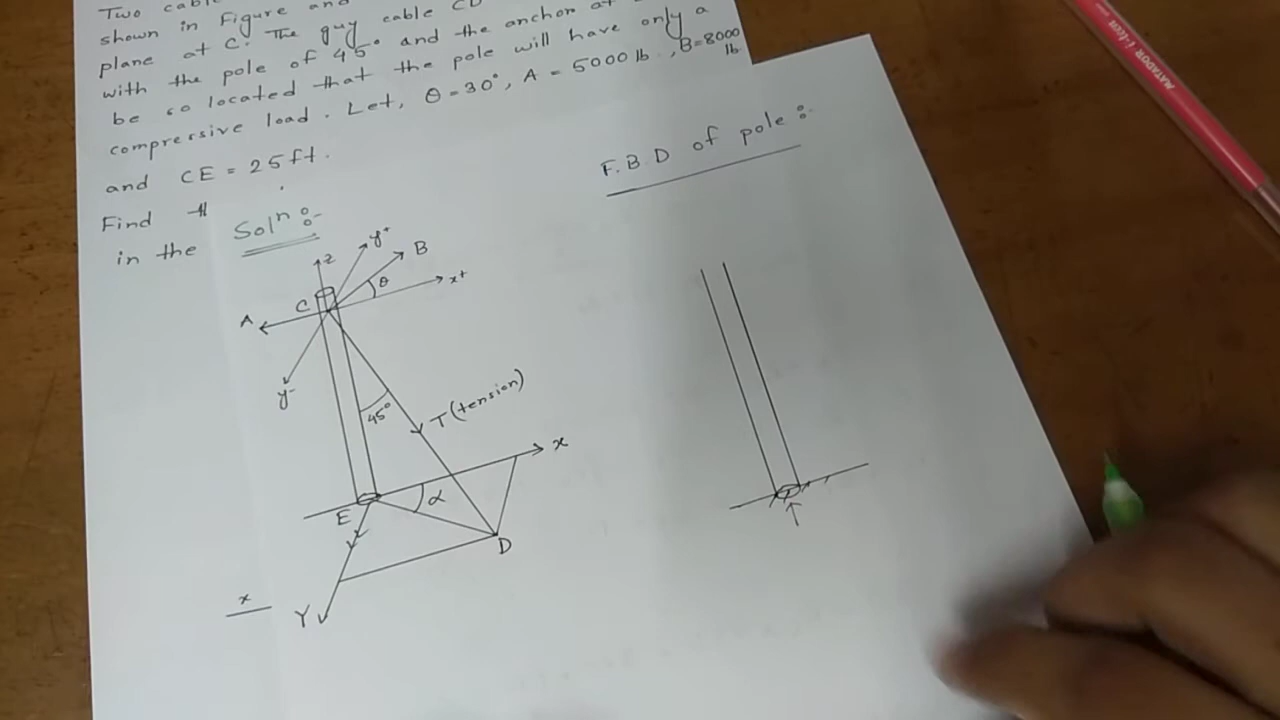 Two cable
shown in Figure and
plane at C. The guy cable CD
with the pole of 45° and the anchor at
be so located that the pole will have only a
compressive load. Let, θ=30°, A = 5000 lb., B=8000
lb.
and CE = 25ft.
Find
in the
Solⁿ:-
F.B.D of pole:
z
y+
B
C
θ
x+
A
y-
45°
T(tension)
x
E
α
D
x
Y
MATADOR i-teen